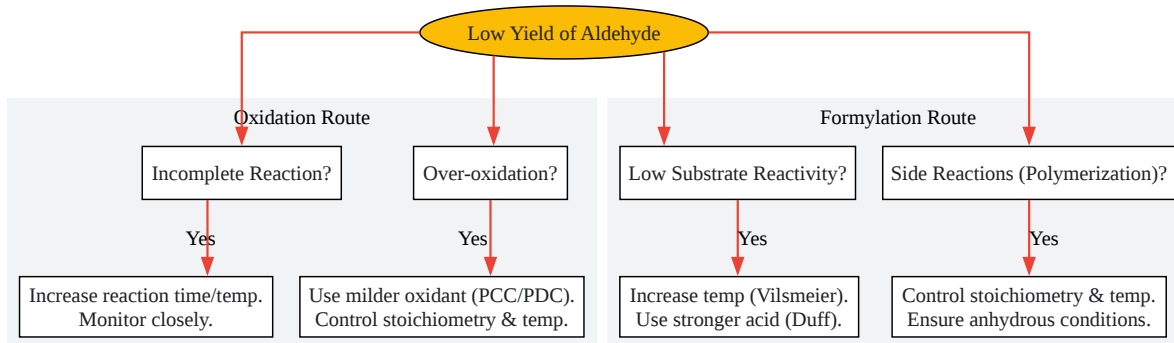 Low Yield of Aldehyde
Oxidation Route
Formylation Route
Incomplete Reaction?
Over-oxidation?
Low Substrate Reactivity?
Side Reactions (Polymerization)?
Yes
Yes
Yes
Yes
Increase reaction time/temp.
Monitor closely.
Use milder oxidant (PCC/PDC).
Control stoichiometry & temp.
Increase temp (Vilsmeier).
Use stronger acid (Duff).
Control stoichiometry & temp.
Ensure anhydrous conditions.